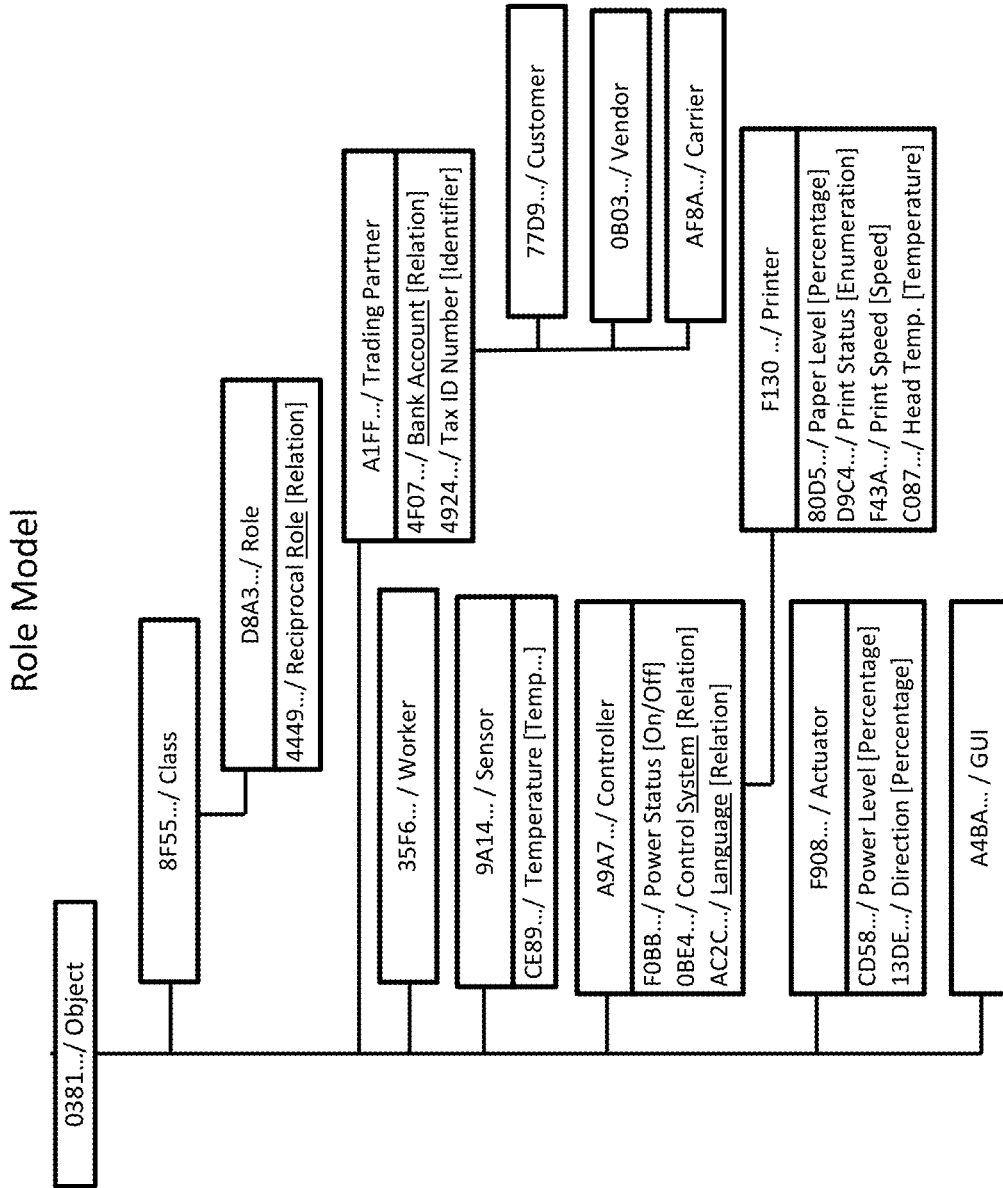 Role Model
0381.../ Object
8F55.../ Class
D8A3.../ Role
4449.../ Reciprocal Role [Relation]
A1FF.../ Trading Partner
4F07.../ Bank Account [Relation]
4924.../ Tax ID Number [Identifier]
77D9.../ Customer
0B03.../ Vendor
AF8A.../ Carrier
35F6... / Worker
9A14... / Sensor
CE89.../ Temperature [Temp...]
A9A7.../ Controller
F0BB.../ Power Status [On/Off]
0BE4.../ Control System [Relation]
AC2C.../ Language [Relation]
F130 .../ Printer
80D5.../ Paper Level [Percentage]
D9C4.../ Print Status [Enumeration]
F43A.../ Print Speed [Speed]
C087.../ Head Temp. [Temperature]
F908.../ Actuator
CD58.../ Power Level [Percentage]
13DE.../ Direction [Percentage]
A4BA... / GUI